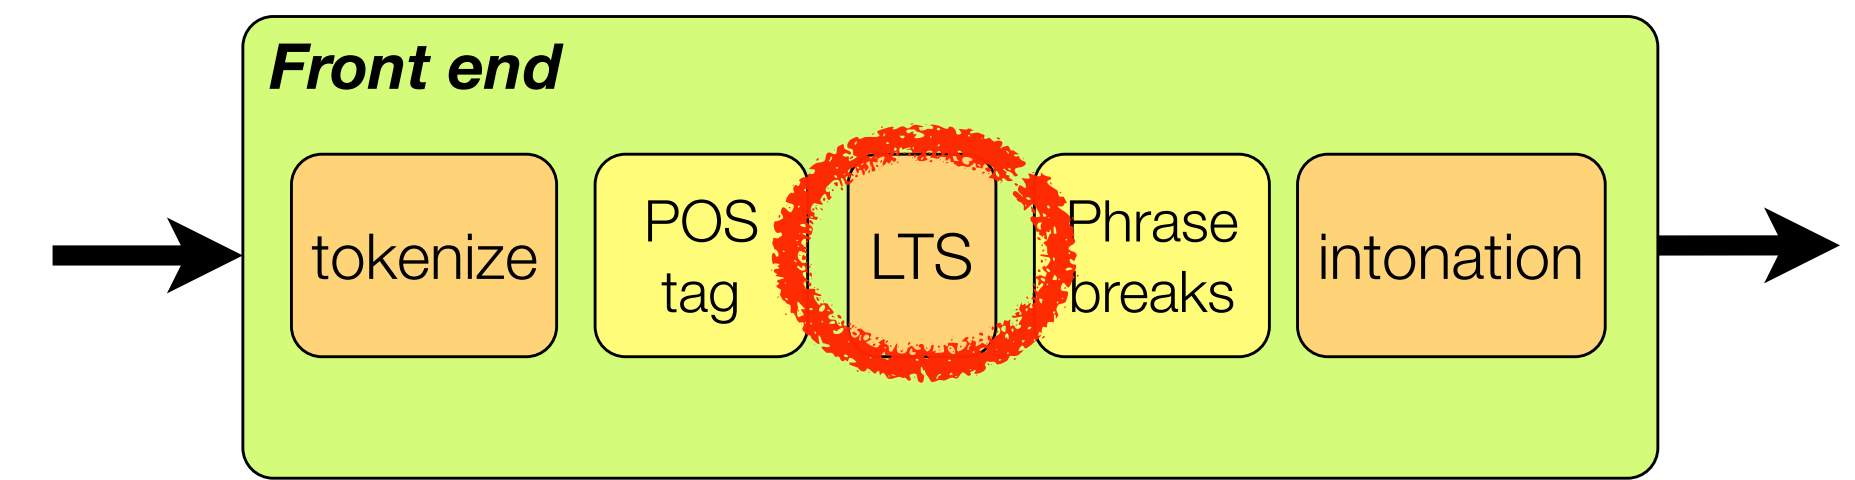 Front end
tokenize
POS
tag
LTS
Phrase
breaks
intonation